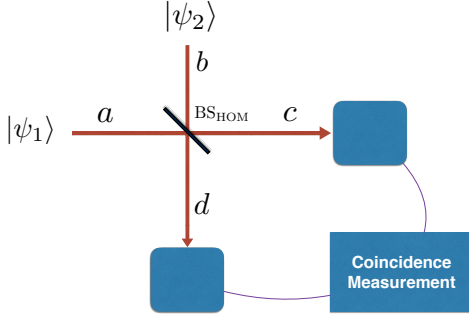 |ψ₂⟩
b
|ψ₁⟩
a
BS_HOM
c
d
Coincidence
Measurement